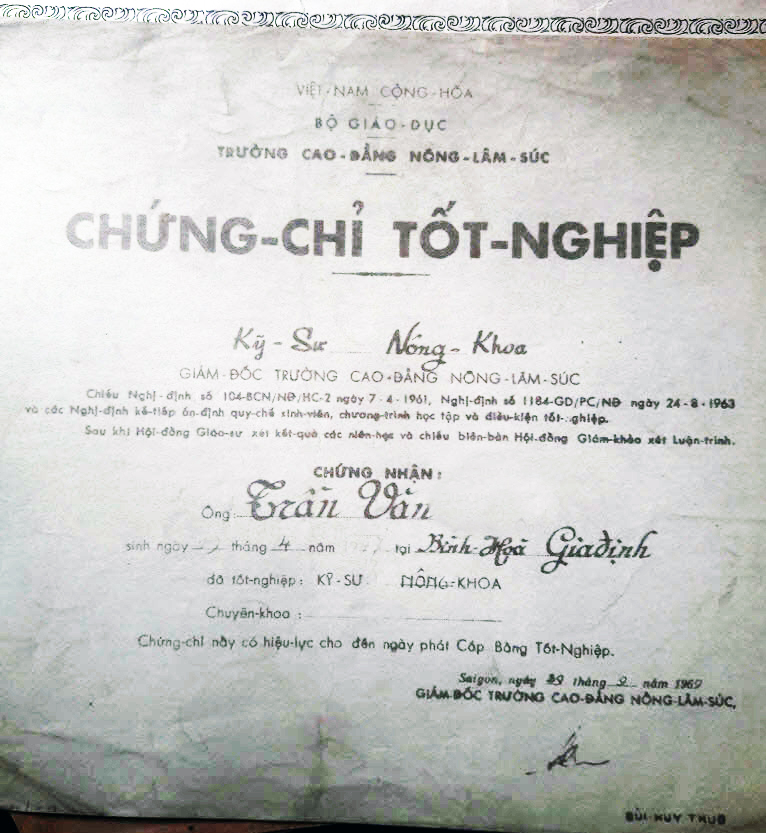 VIỆT-NAM CỘNG-HÒA
BỘ GIÁO-DỤC
TRƯỜNG CAO-ĐẲNG NÔNG-LÂM-SÚC
CHỨNG-CHỈ TỐT-NGHIỆP
Kỹ-Sư Nông-Khoa
GIÁM-ĐỐC TRƯỜNG CAO-ĐẲNG NÔNG-LÂM-SÚC
Chiếu Nghị-định số 104-BCN/NĐ/HC-2 ngày 7-4-1961, Nghị-định số 1184-GD/PC/NĐ ngày 24-8-1963
và các Nghị-định kế-tiếp ấn-định quy-chế sinh-viên, chương-trình học tập và điều-kiện tốt-nghiệp.
Sau khi Hội-đồng Giáo-sư xét kết-quả các niên-học và chiếu biên-bản Hội-đồng Giám-khảo xét Luận-trình.
CHỨNG NHẬN:
Ông: Trần Văn
sinh ngày tháng 4 năm tại Bình-Hoà Gia định
đã tốt-nghiệp: KỸ-SƯ NÔNG-KHOA
Chuyên-khoa:
Chứng-chỉ này có hiệu-lực cho đến ngày phát Cấp Bằng Tốt-Nghiệp.
Saigon, ngày tháng 2 năm 1969
GIÁM-ĐỐC TRƯỜNG CAO-ĐẲNG NÔNG-LÂM-SÚC,
BÙI-HUY THỤC